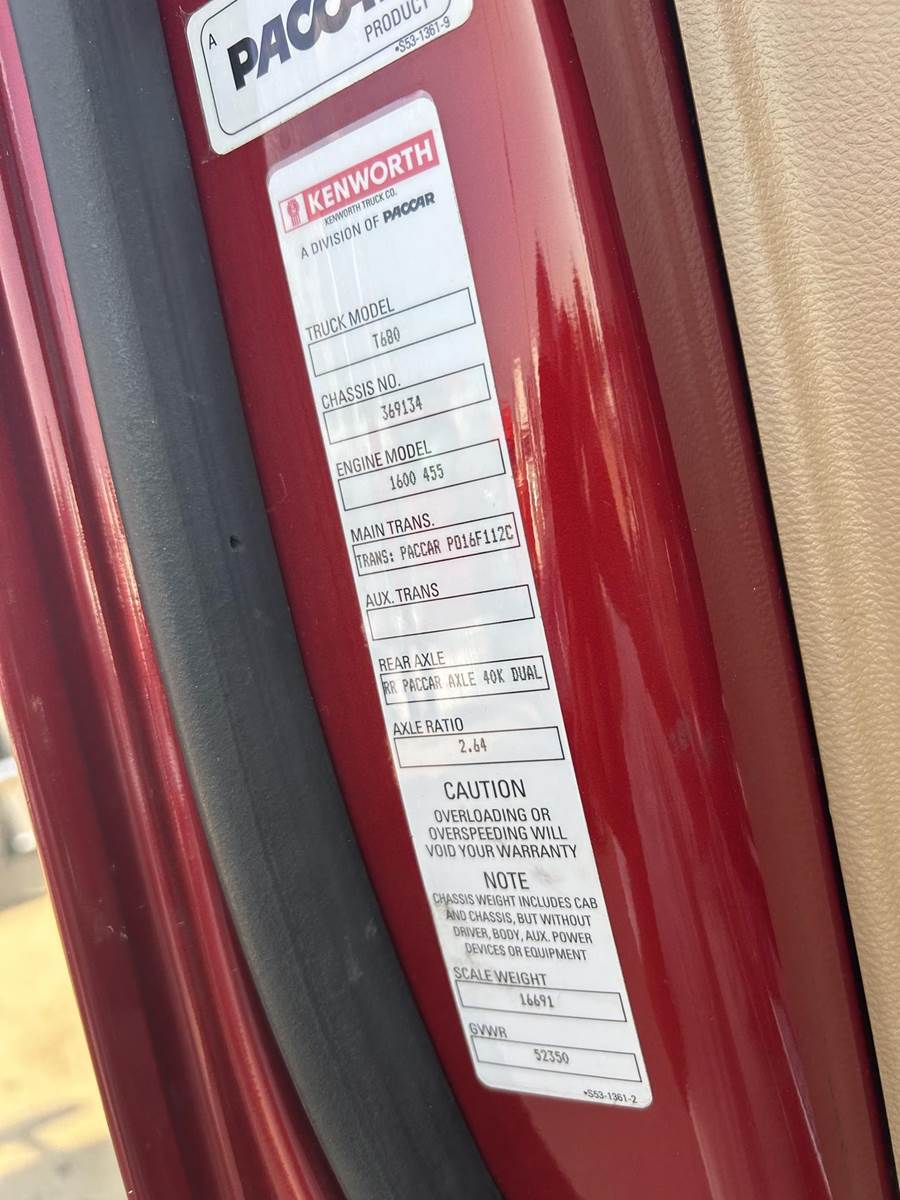 A
PACCAR
PRODUCT
•S53-1361-9
KENWORTH
KENWORTH TRUCK CO.
A DIVISION OF PACCAR
TRUCK MODEL
T680
CHASSIS NO.
369134
ENGINE MODEL
1600 455
MAIN TRANS.
TRANS: PACCAR PO16F112C
AUX. TRANS
REAR AXLE
RR PACCAR AXLE 40K DUAL
AXLE RATIO
2.64
CAUTION
OVERLOADING OR
OVERSPEEDING WILL
VOID YOUR WARRANTY
NOTE
CHASSIS WEIGHT INCLUDES CAB
AND CHASSIS, BUT WITHOUT
DRIVER, BODY, AUX. POWER
DEVICES OR EQUIPMENT
SCALE WEIGHT
16691
GVWR
52350
•S53-1361-2